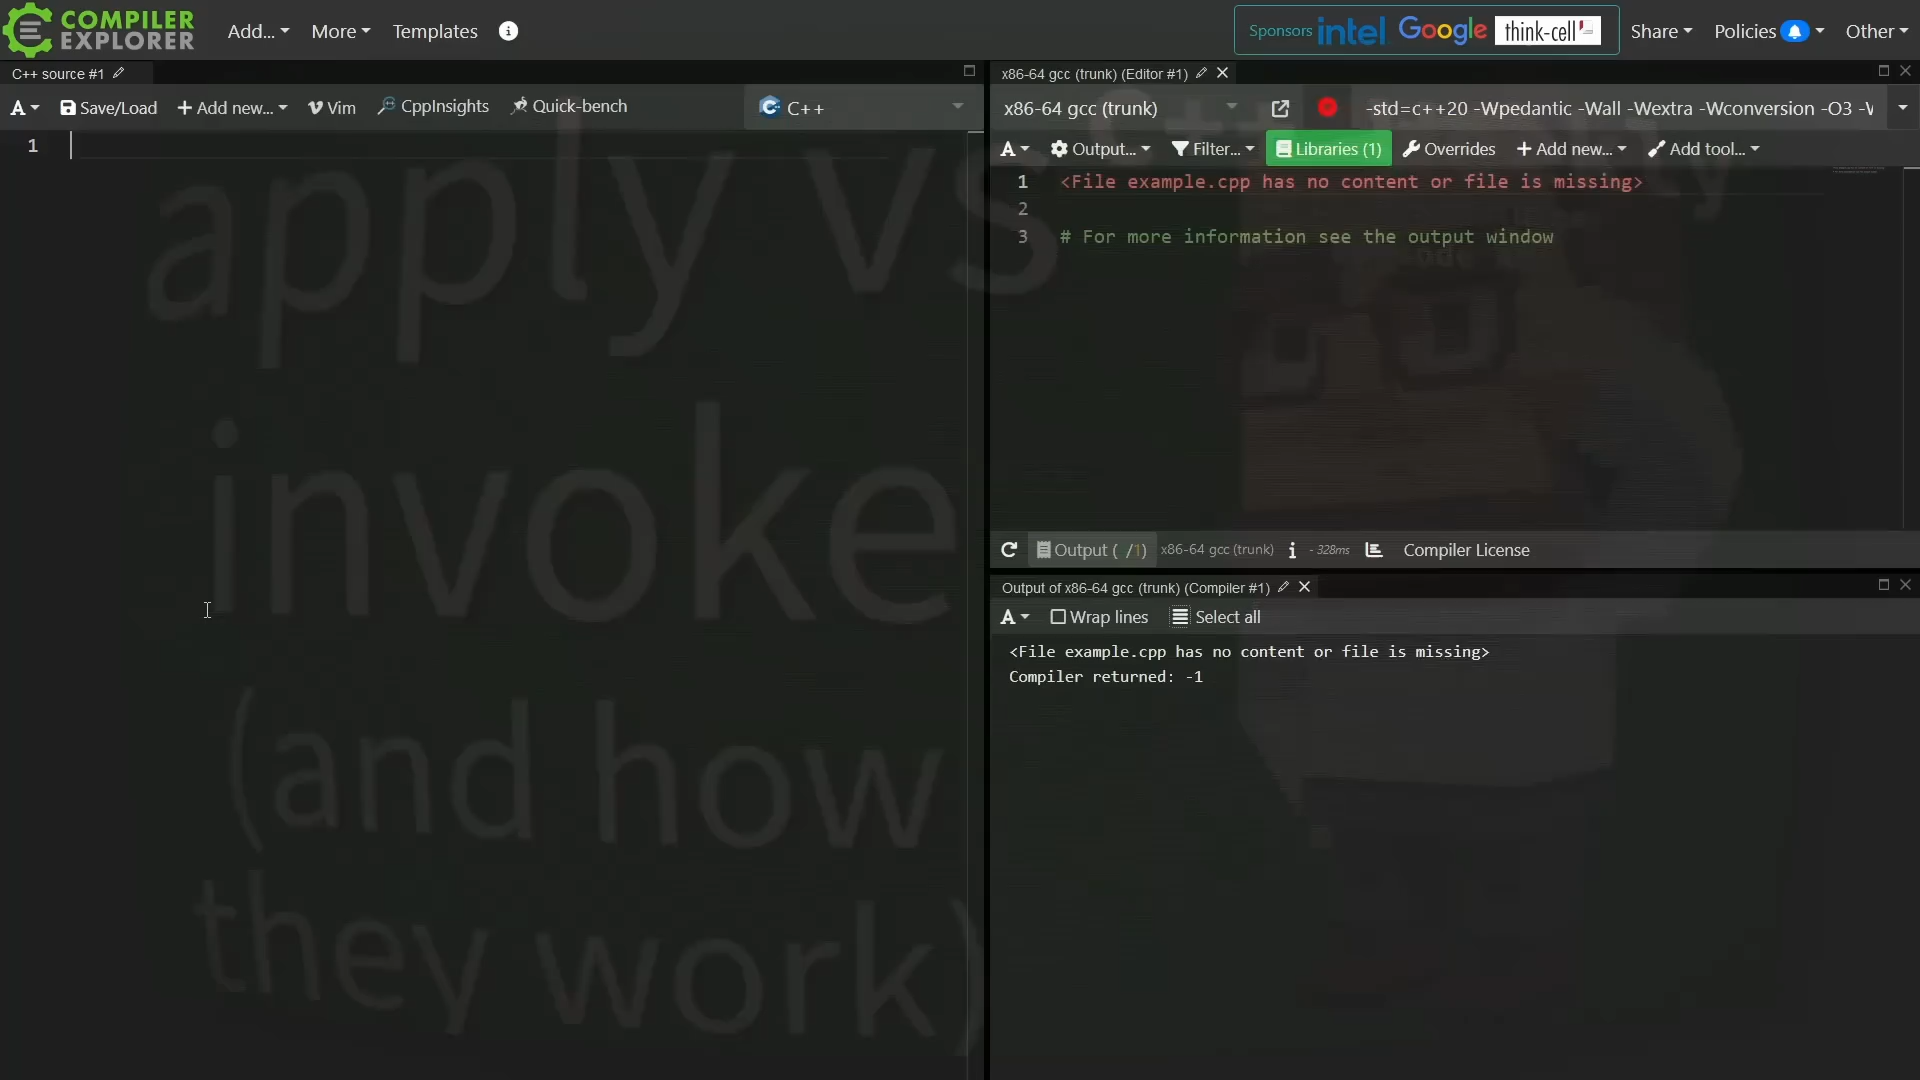 COMPILER
EXPLORER
Add...
More
Templates
Sponsors intel Google think-cell
Share
Policies
Other
C++ source #1
A
Save/Load
+ Add new...
Vim
CppInsights
Quick-bench
C++
1
x86-64 gcc (trunk) (Editor #1)
x86-64 gcc (trunk)
-std=c++20 -Wpedantic -Wall -Wextra -Wconversion -O3 -W
A
Output...
Filter...
Libraries (1)
Overrides
+ Add new...
Add tool...
1 <File example.cpp has no content or file is missing>
2
3 # For more information see the output window
Output ( /1)
x86-64 gcc (trunk)
- 328ms
Compiler License
Output of x86-64 gcc (trunk) (Compiler #1)
A
Wrap lines
Select all
<File example.cpp has no content or file is missing>
Compiler returned: -1
apply vs
invoke
(and how
they work)